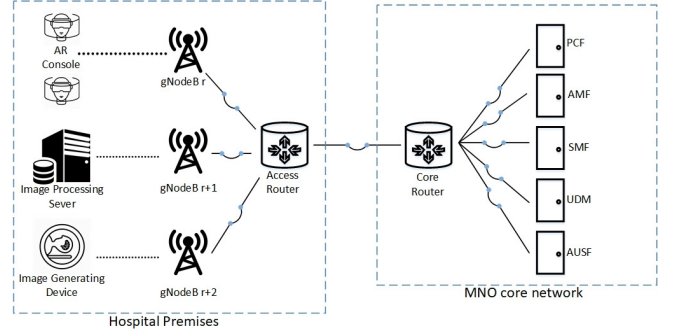 AR
Console
gNodeB r
Image Processing
Sever
gNodeB r+1
Image Generating
Device
gNodeB r+2
Access
Router
Hospital Premises
Core
Router
PCF
AMF
SMF
UDM
AUSF
MNO core network